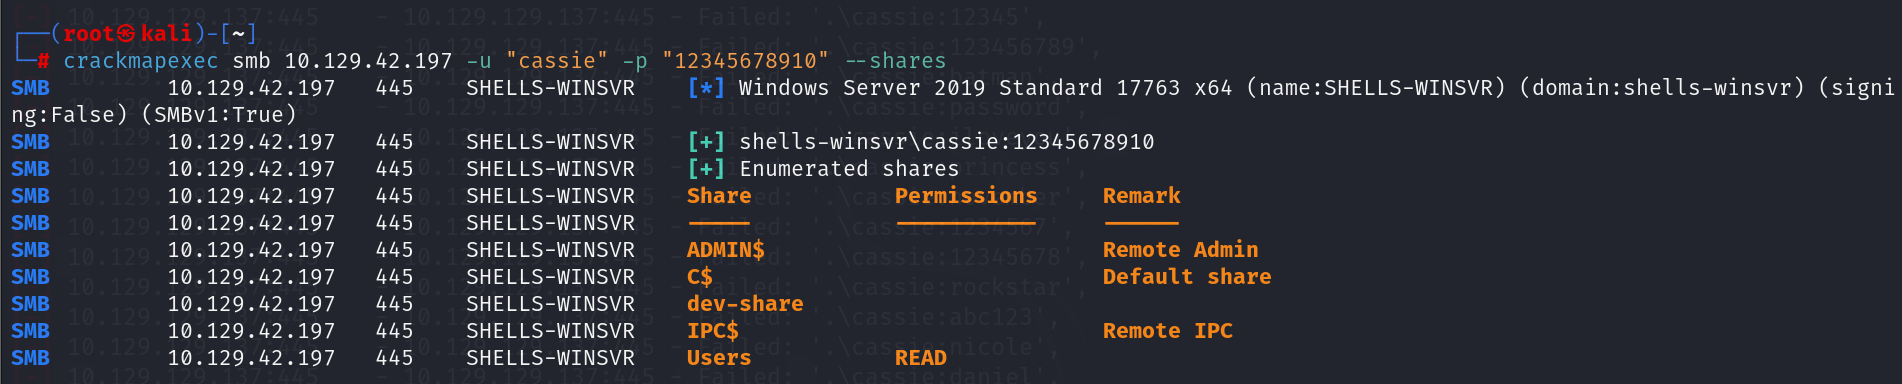 ┌──(root㉿kali)-[~]
└─# crackmapexec smb 10.129.42.197 -u "cassie" -p "12345678910" --shares
SMB         10.129.42.197   445    SHELLS-WINSVR    [*] Windows Server 2019 Standard 17763 x64 (name:SHELLS-WINSVR) (domain:shells-winsvr) (signi
ng:False) (SMBv1:True)
SMB         10.129.42.197   445    SHELLS-WINSVR    [+] shells-winsvr\cassie:12345678910
SMB         10.129.42.197   445    SHELLS-WINSVR    [+] Enumerated shares
SMB         10.129.42.197   445    SHELLS-WINSVR    Share           Permissions     Remark
SMB         10.129.42.197   445    SHELLS-WINSVR    -----           -----------     ------
SMB         10.129.42.197   445    SHELLS-WINSVR    ADMIN$                          Remote Admin
SMB         10.129.42.197   445    SHELLS-WINSVR    C$                              Default share
SMB         10.129.42.197   445    SHELLS-WINSVR    dev-share
SMB         10.129.42.197   445    SHELLS-WINSVR    IPC$                            Remote IPC
SMB         10.129.42.197   445    SHELLS-WINSVR    Users           READ